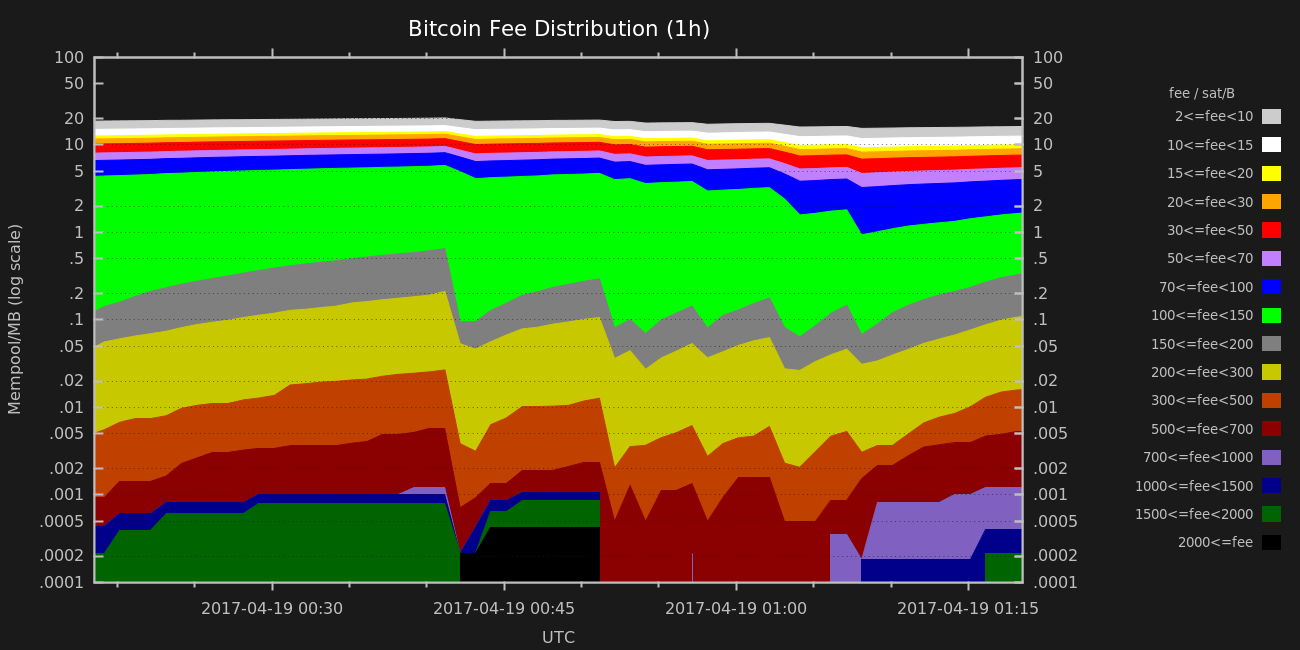 Bitcoin Fee Distribution (1h)
100
50
20
10
5
2
1
.5
.2
.1
.05
.02
.01
.005
.002
.001
.0005
.0002
.0001
Mempool/MB (log scale)
100
50
20
10
5
2
1
.5
.2
.1
.05
.02
.01
.005
.002
.001
.0005
.0002
.0001
2017-04-19 00:30
2017-04-19 00:45
2017-04-19 01:00
2017-04-19 01:15
UTC
fee / sat/B
2<=fee<10
10<=fee<15
15<=fee<20
20<=fee<30
30<=fee<50
50<=fee<70
70<=fee<100
100<=fee<150
150<=fee<200
200<=fee<300
300<=fee<500
500<=fee<700
700<=fee<1000
1000<=fee<1500
1500<=fee<2000
2000<=fee